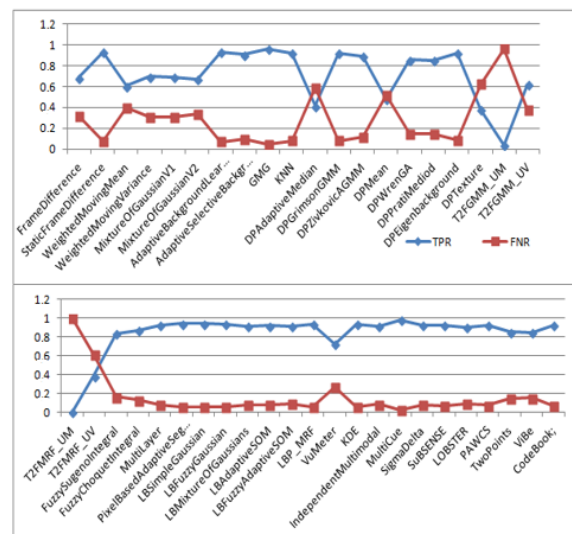 1.2
1
0.8
0.6
0.4
0.2
0
FrameDifference
StaticFrameDifference
WeightedMovingMean
WeightedMovingVariance
MixtureOfGaussianV1
MixtureOfGaussianV2
AdaptiveBackgroundLear...
AdaptiveSelectiveBackgr...
GMG
KNN
DPAdaptiveMedian
DPGrimsonGMM
DPZivkovicAGMM
DPMean
DPWrenGA
DPPratiMediod
DPEigenbackground
DPTexture
T2FGMM_UM
T2FGMM_UV
TPR
FNR
1.2
1
0.8
0.6
0.4
0.2
0
T2FMRF_UM
T2FMRF_UV
FuzzySugenoIntegral
FuzzyChoquetIntegral
MultiLayer
PixelBasedAdaptiveSeg...
LBSimpleGaussian
LBFuzzyGaussian
LBMixtureOfGaussians
LBAdaptiveSOM
LBFuzzyAdaptiveSOM
LBP_MRF
VuMeter
KDE
IndependentMultimodal
MultiCue
SigmaDelta
SuBSENSE
LOBSTER
PAWCS
TwoPoints
ViBe
CodeBook;